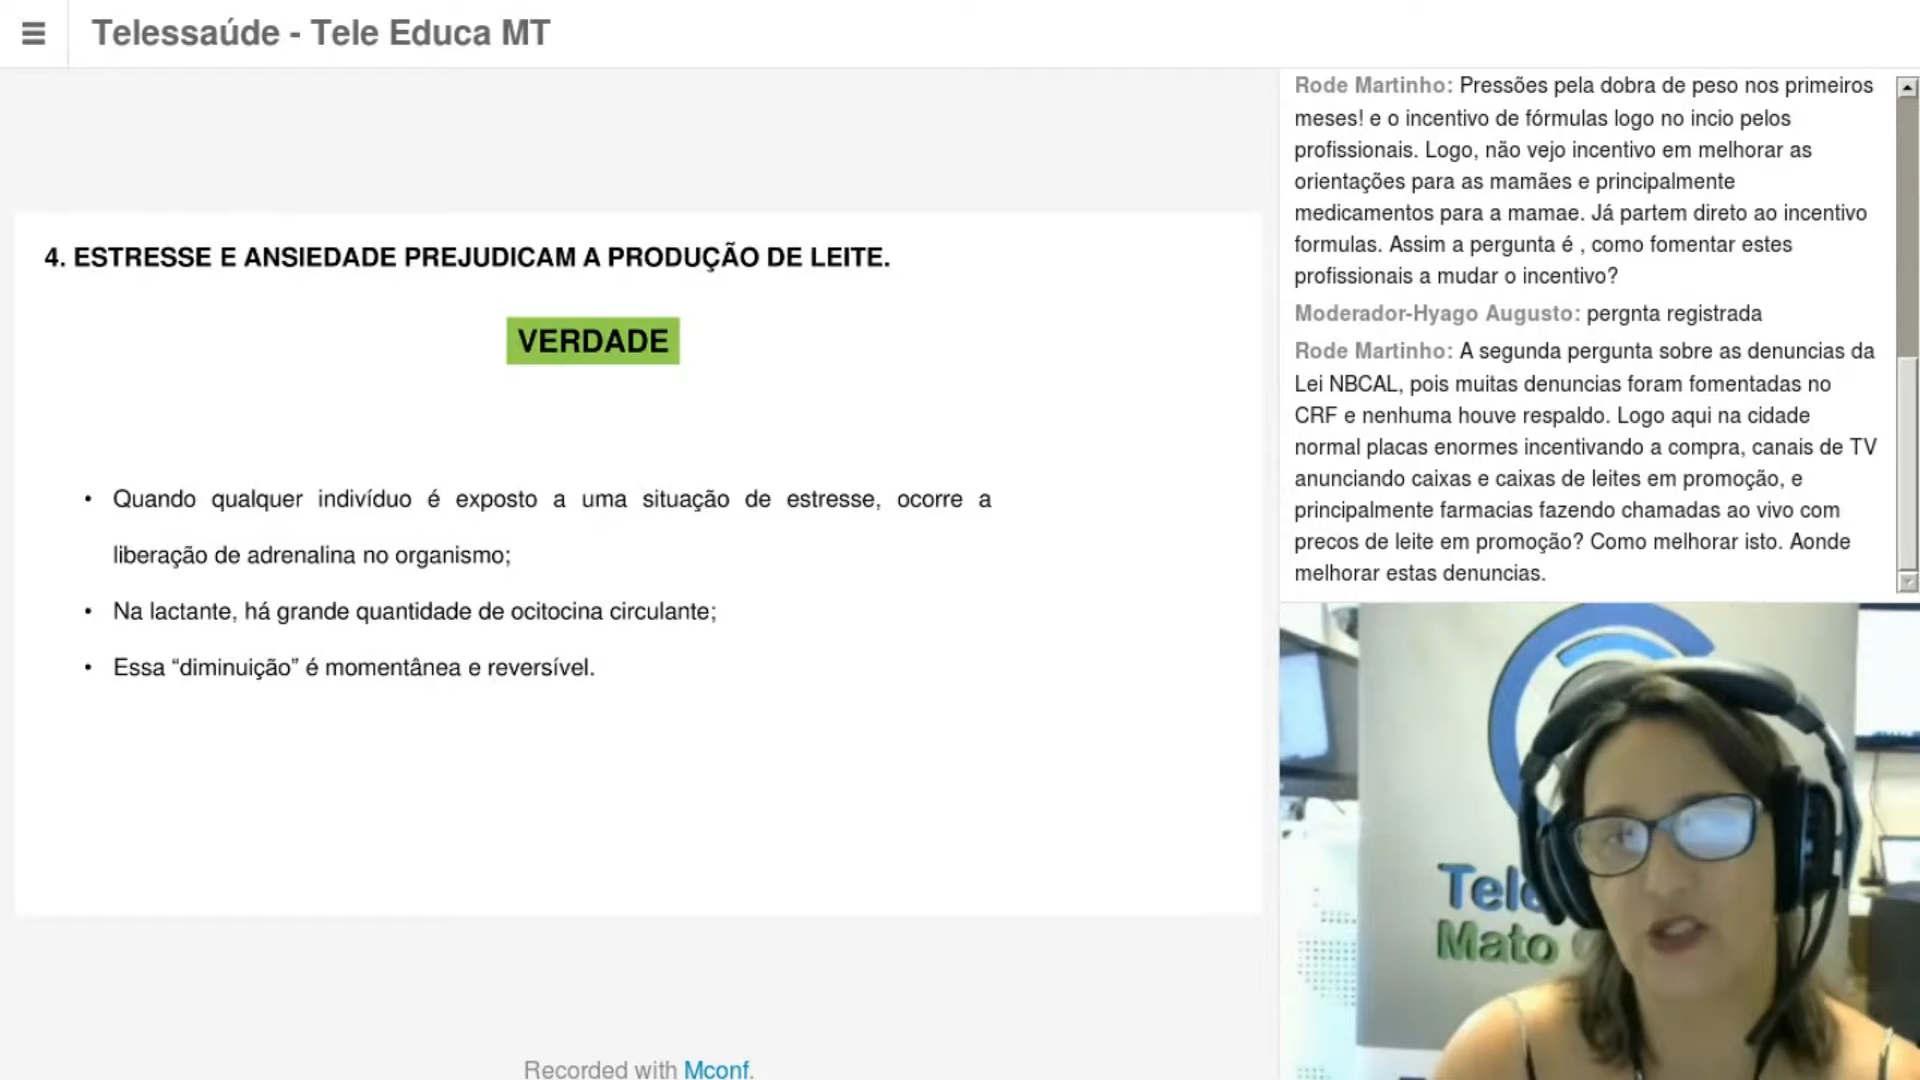 Telessaúde - Tele Educa MT
4. ESTRESSE E ANSIEDADE PREJUDICAM A PRODUÇÃO DE LEITE.
VERDADE
• Quando qualquer indivíduo é exposto a uma situação de estresse, ocorre a
liberação de adrenalina no organismo;
• Na lactante, há grande quantidade de ocitocina circulante;
• Essa “diminuição” é momentânea e reversível.
Recorded with Mconf.
Rode Martinho: Pressões pela dobra de peso nos primeiros
meses! e o incentivo de fórmulas logo no incio pelos
profissionais. Logo, não vejo incentivo em melhorar as
orientações para as mamães e principalmente
medicamentos para a mamae. Já partem direto ao incentivo
formulas. Assim a pergunta é , como fomentar estes
profissionais a mudar o incentivo?
Moderador-Hyago Augusto: pergnta registrada
Rode Martinho: A segunda pergunta sobre as denuncias da
Lei NBCAL, pois muitas denuncias foram fomentadas no
CRF e nenhuma houve respaldo. Logo aqui na cidade
normal placas enormes incentivando a compra, canais de TV
anunciando caixas e caixas de leites em promoção, e
principalmente farmacias fazendo chamadas ao vivo com
precos de leite em promoção? Como melhorar isto. Aonde
melhorar estas denuncias.
Tele
Mato